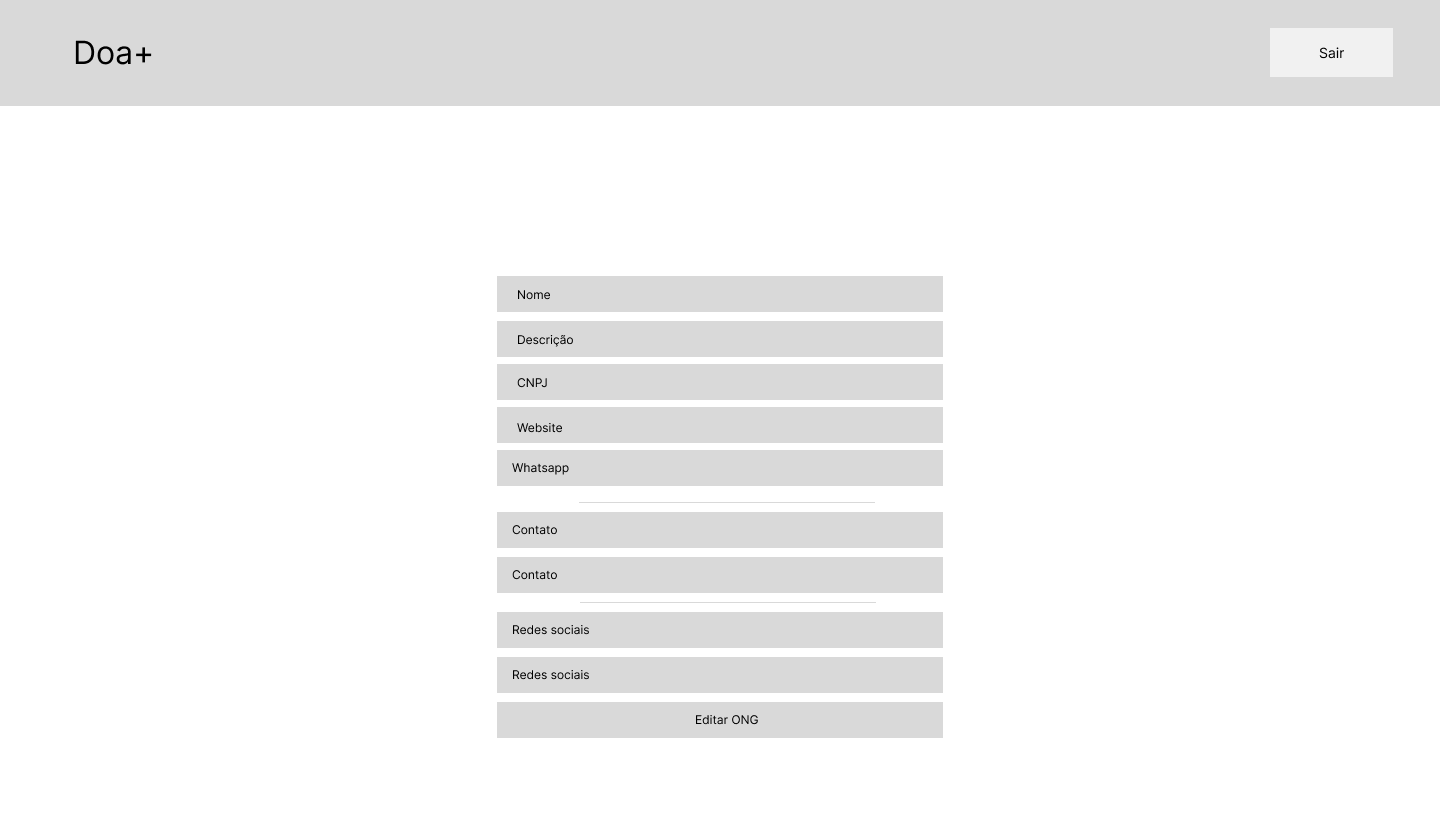 Doa+
Sair
Nome
Descrição
CNPJ
Website
Whatsapp
Contato
Contato
Redes sociais
Redes sociais
Editar ONG